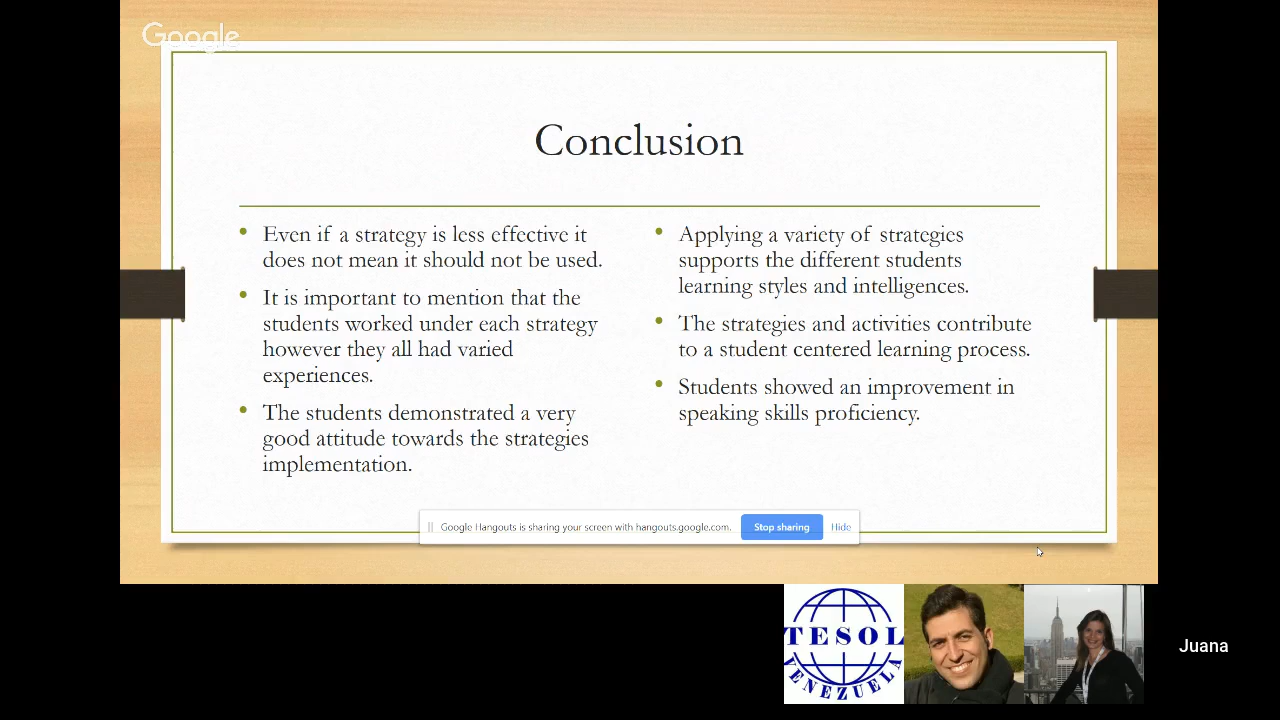 Google
Conclusion
Even if a strategy is less effective it
does not mean it should not be used.
It is important to mention that the
students worked under each strategy
however they all had varied
experiences.
The students demonstrated a very
good attitude towards the strategies
implementation.
Applying a variety of strategies
supports the different students
learning styles and intelligences.
The strategies and activities contribute
to a student centered learning process.
Students showed an improvement in
speaking skills proficiency.
Google Hangouts is sharing your screen with hangouts.google.com.
Stop sharing
Hide
TESOL
VENEZUELA
Juana